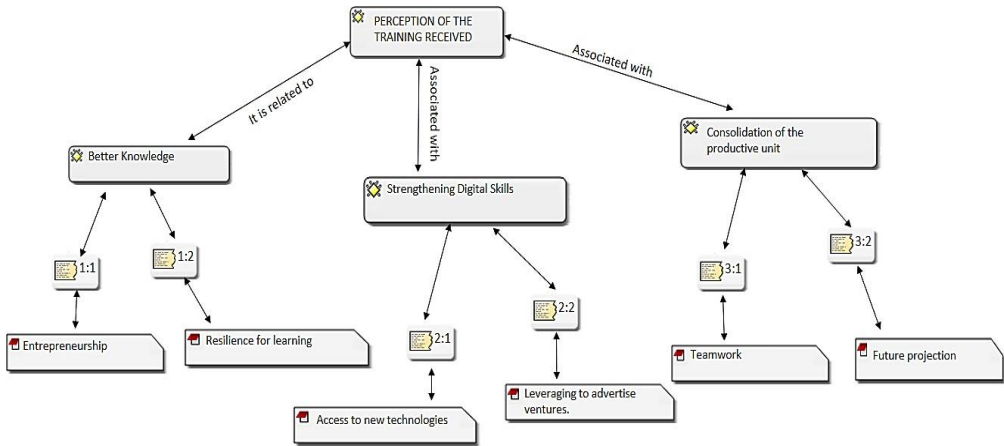 PERCEPTION OF THE
TRAINING RECEIVED
It is related to
Associated with
Associated with
Better Knowledge
Strengthening Digital Skills
Consolidation of the
productive unit
1:1
1:2
2:1
2:2
3:1
3:2
Entrepreneurship
Resilience for learning
Access to new technologies
Leveraging to advertise
ventures.
Teamwork
Future projection